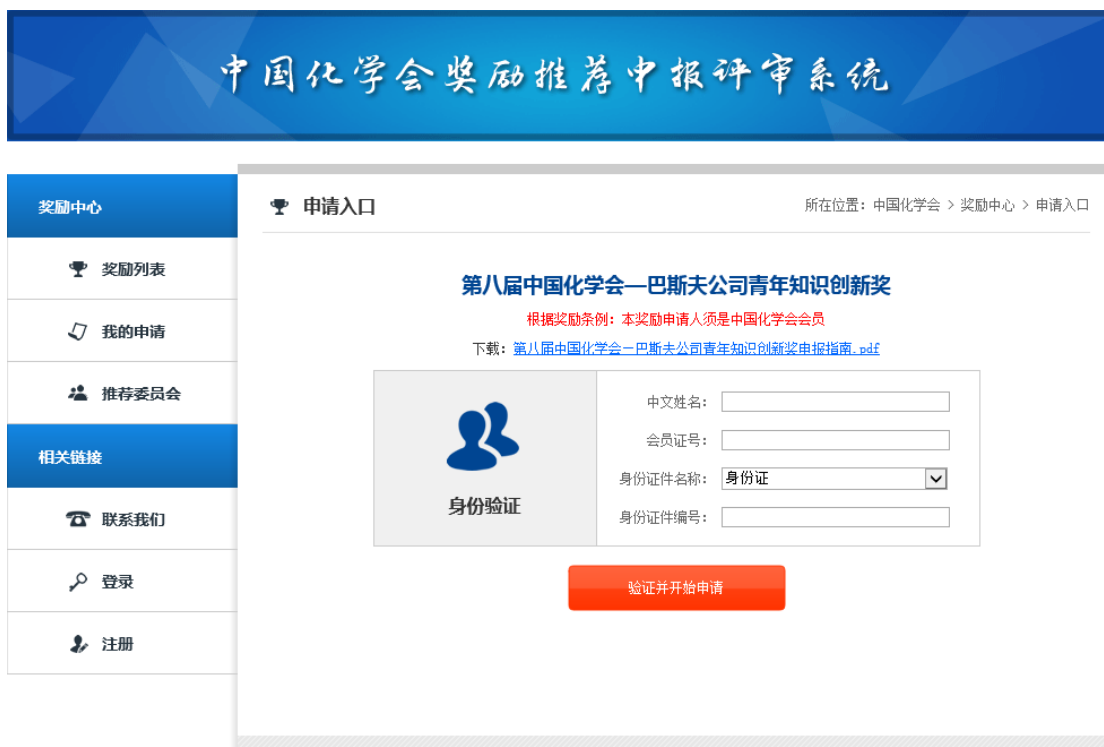 中国化学会奖励推荐申报评审系统
奖励中心
奖励列表
我的申请
推荐委员会
相关链接
联系我们
登录
注册
申请入口
所在位置：中国化学会 > 奖励中心 > 申请入口
第八届中国化学会—巴斯夫公司青年知识创新奖
根据奖励条例：本奖励申请人须是中国化学会会员
下载：第八届中国化学会－巴斯夫公司青年知识创新奖申报指南.pdf
身份验证
中文姓名：
会员证号：
身份证件名称：身份证
身份证件编号：
验证并开始申请